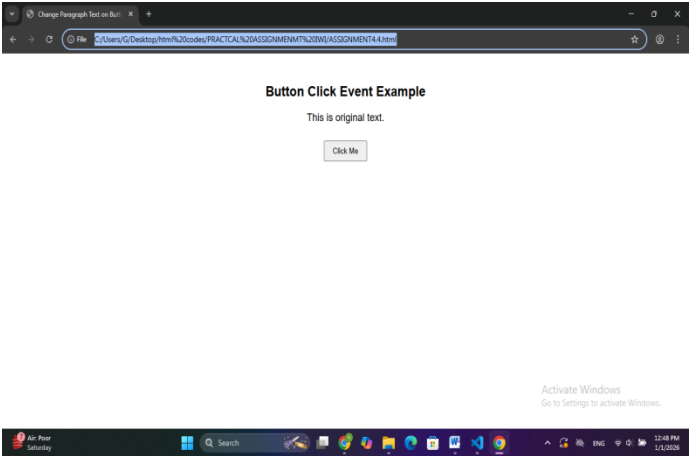 Change Paragraph Text on Butt
File C:/Users/G/Desktop/html%20codes/PRACTCAL%20ASSIGNMENMT%20IWI/ASSIGNMENT4.4.html
Button Click Event Example
This is original text.
Click Me
Activate Windows
Go to Settings to activate Windows.
7
Air: Poor
Saturday
Search
ENG
12:48 PM
1/1/2026